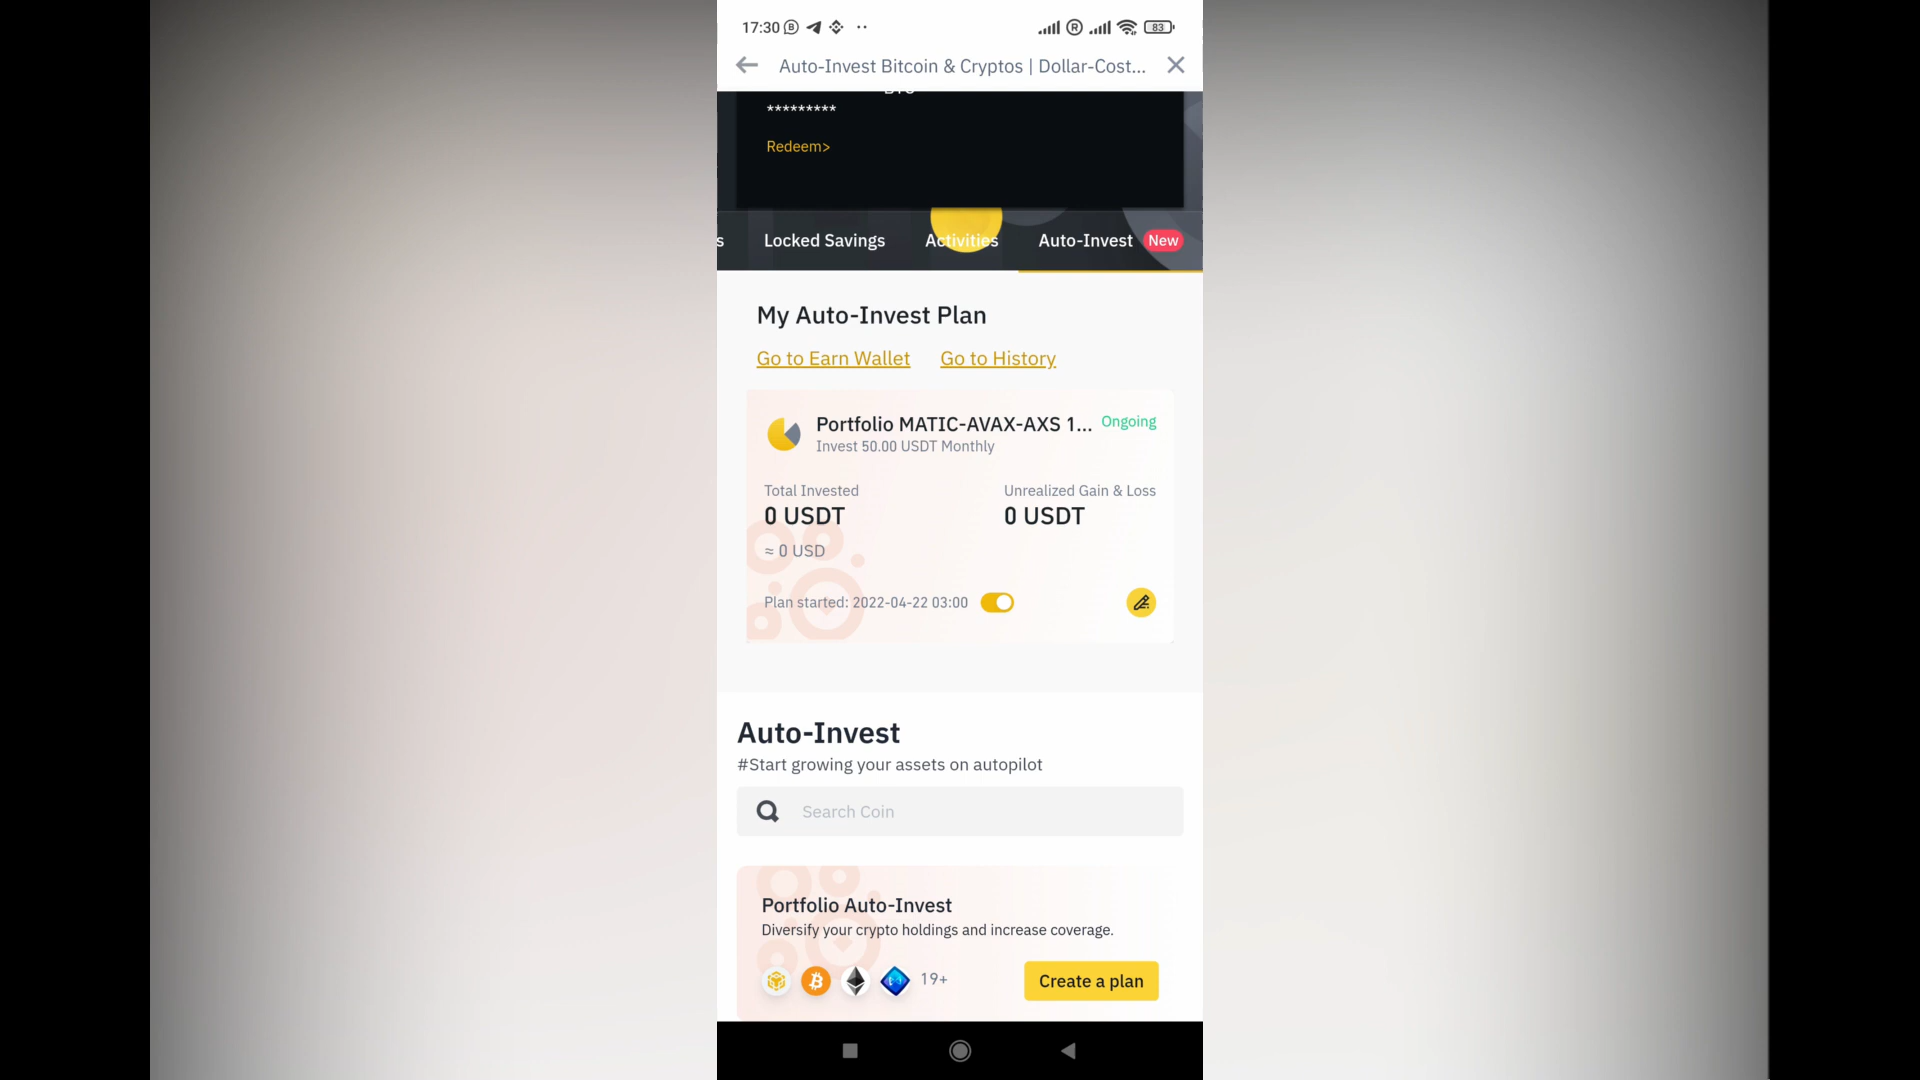 17:30
83
Auto-Invest Bitcoin & Cryptos | Dollar-Cost...
*********
Redeem>
s Locked Savings Activities Auto-Invest New
My Auto-Invest Plan
Go to Earn Wallet Go to History
Portfolio MATIC-AVAX-AXS 1... Ongoing
Invest 50.00 USDT Monthly
Total Invested Unrealized Gain & Loss
0 USDT 0 USDT
≈ 0 USD
Plan started: 2022-04-22 03:00
Auto-Invest
#Start growing your assets on autopilot
Search Coin
Portfolio Auto-Invest
Diversify your crypto holdings and increase coverage.
19+ Create a plan